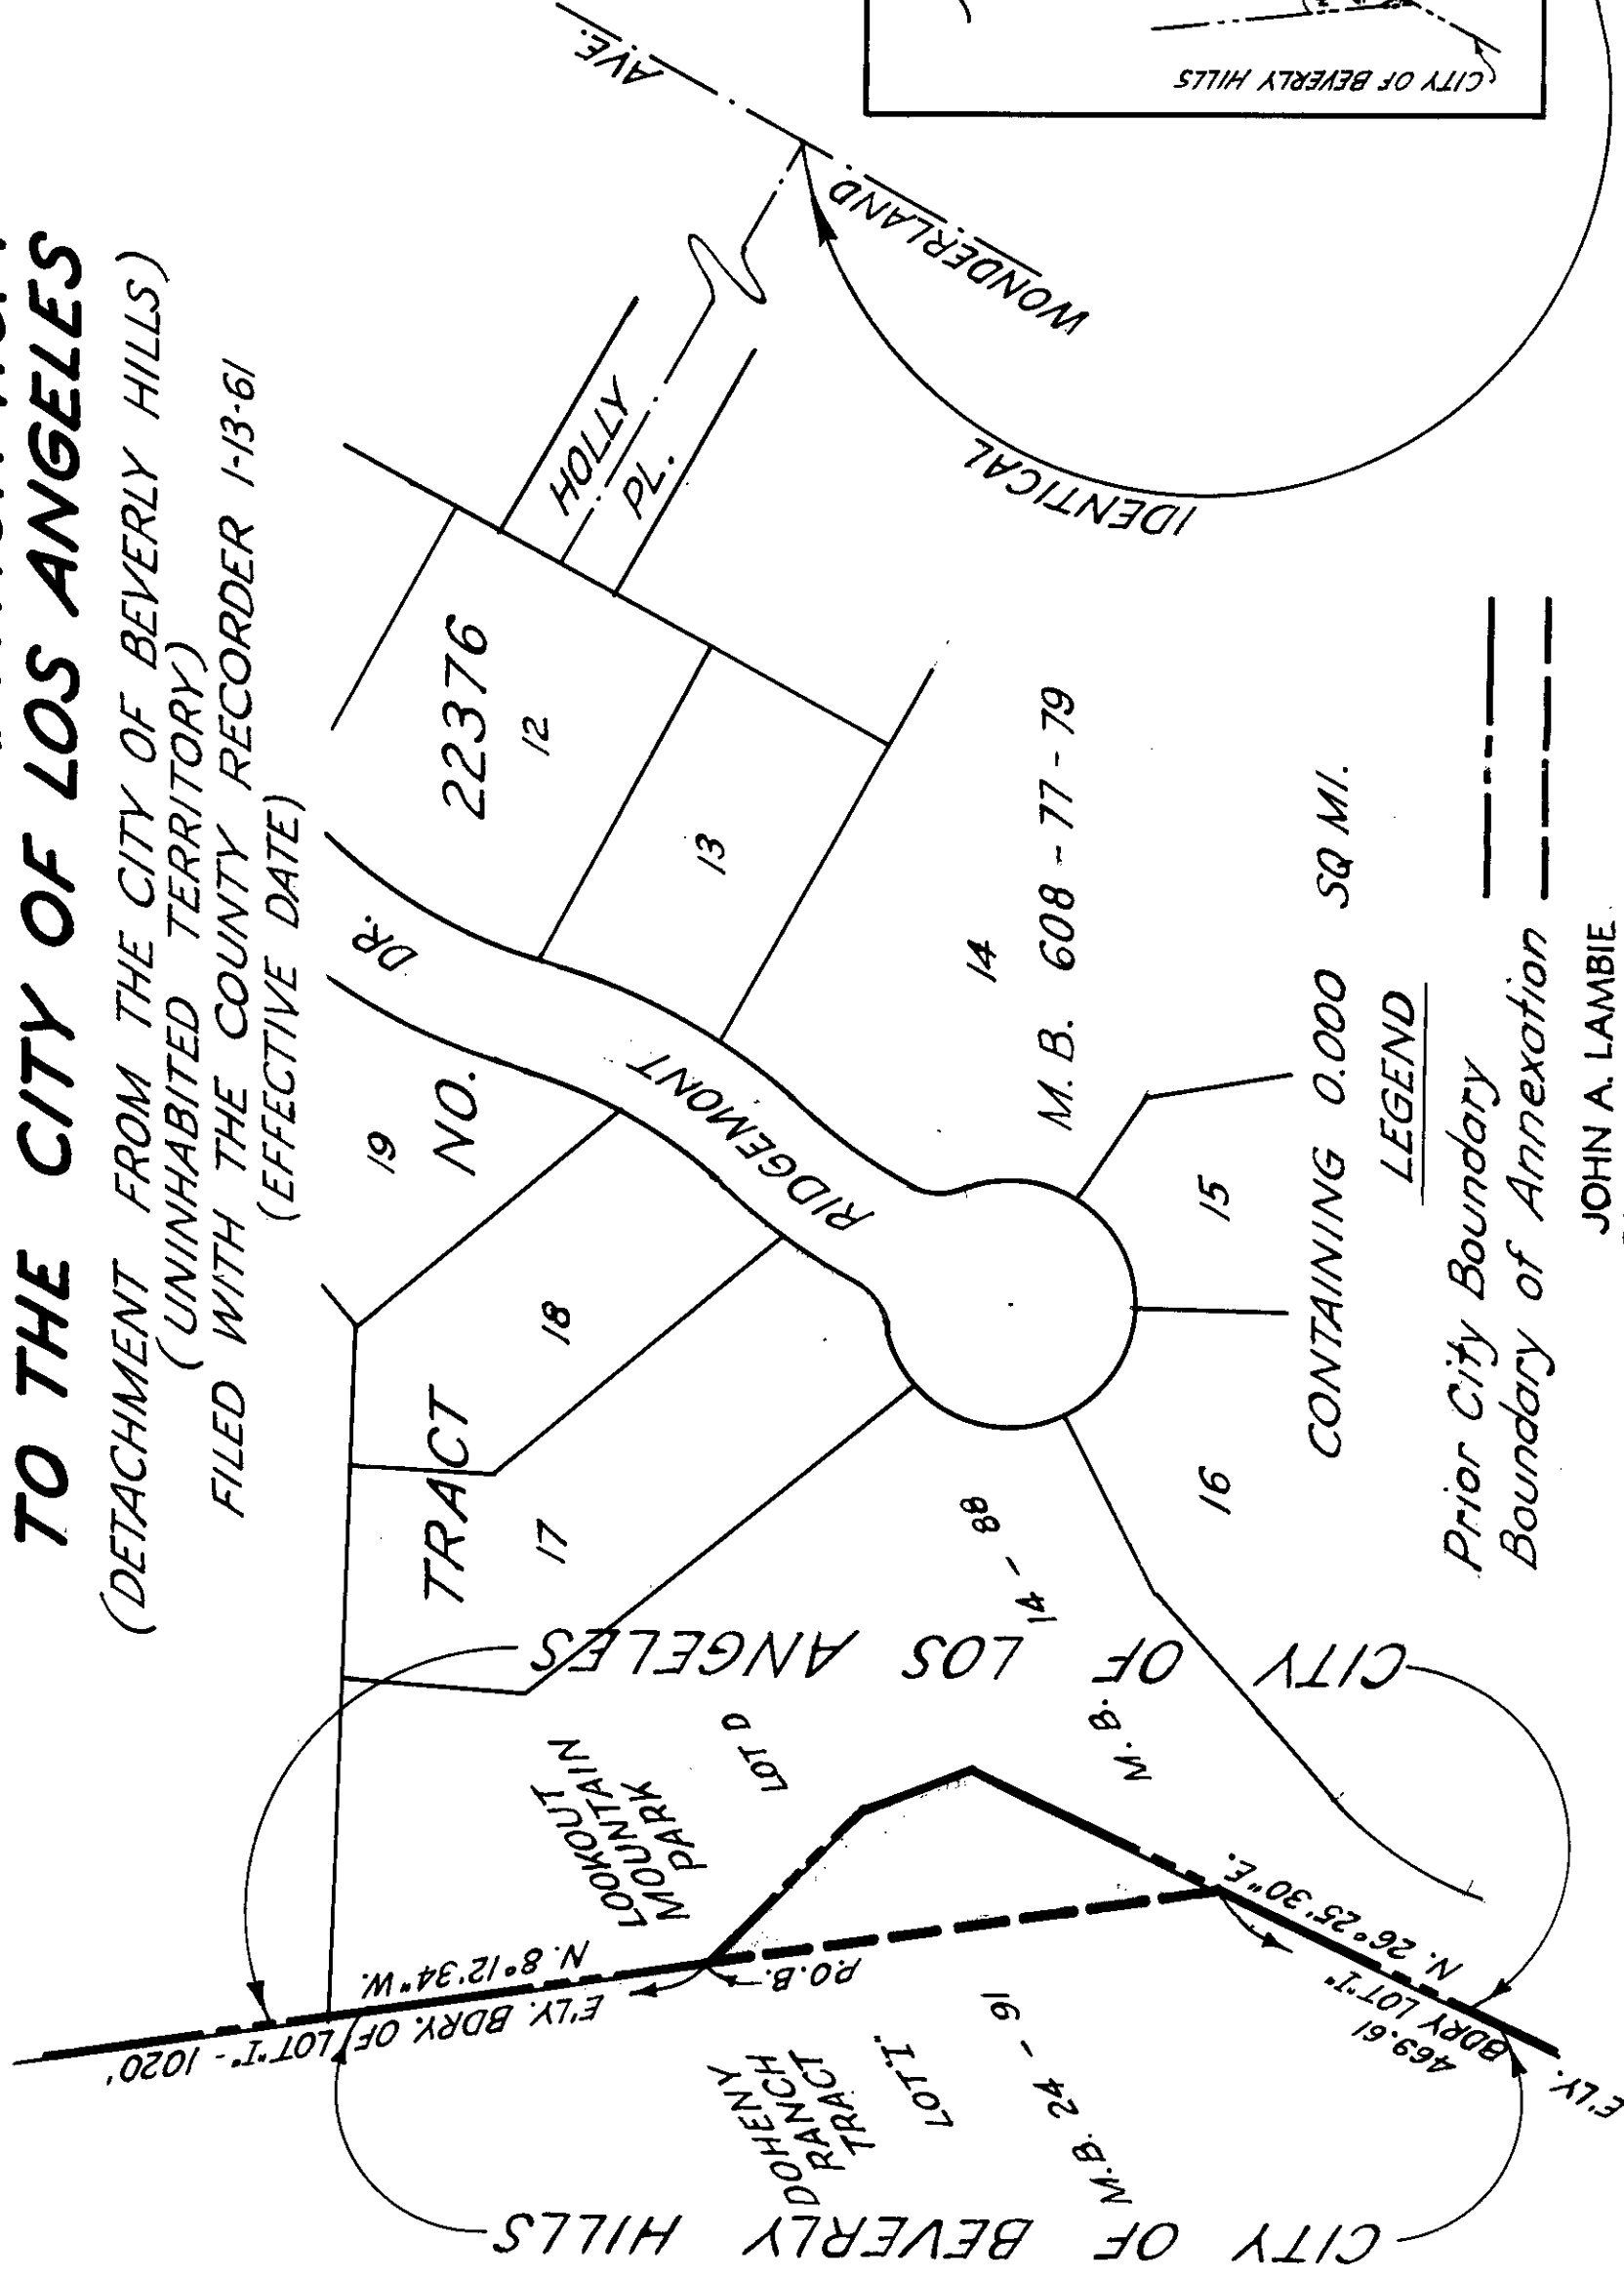 TO THE CITY OF LOS ANGELES
(DETACHMENT FROM THE CITY OF BEVERLY HILLS)
(UNINHABITED TERRITORY)
FILED WITH THE COUNTY RECORDER 1-13-61
(EFFECTIVE DATE)
AVE.
WONDERLAND
HOLLY
PL.
IDENTICAL
CITY OF BEVERLY HILLS
TRACT NO. 22376
12
13
14
15
16
17
18
19
RIDGEMONT DR.
M. B. 608 - 77 - 79
CITY OF LOS ANGELES
LOOKOUT
MOUNTAIN
PARK
LOT D
M. B. 14 - 88
N. 8°12'34" W.
E'LY. BDRY. OF LOT "I" - 1020'
P.O.B.
DOHENY
RANCH
TRACT
LOT "I"
M.B. 24 - 91
N. 26°25'30" E.
469.61
E'LY. BDRY LOT "I"
CITY OF BEVERLY HILLS
CONTAINING 0.000 SQ MI.
LEGEND
Prior City Boundary
Boundary of Annexation
JOHN A. LAMBIE